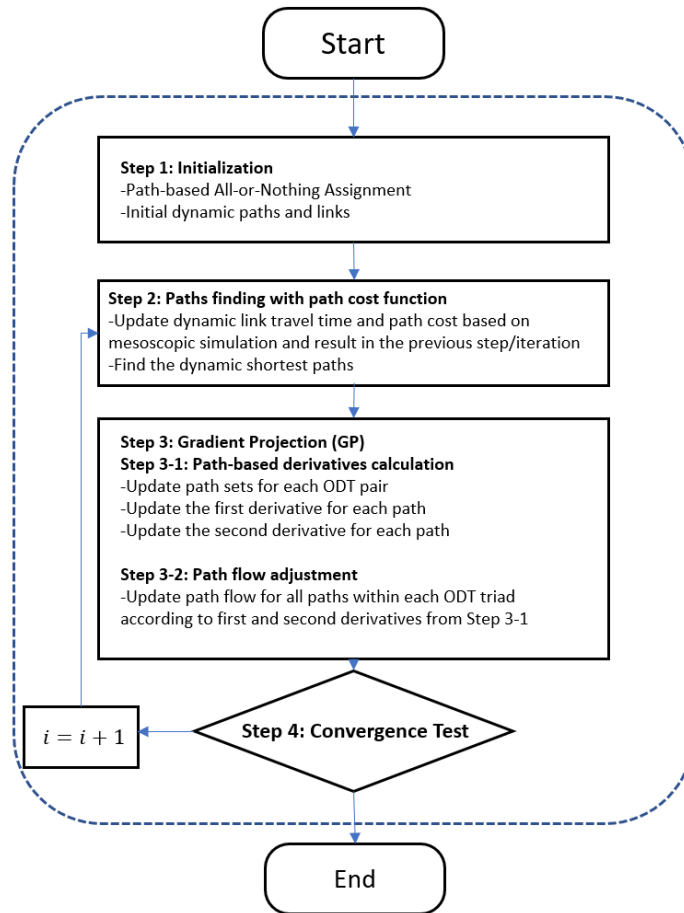 Start
Step 1: Initialization
-Path-based All-or-Nothing Assignment
-Initial dynamic paths and links
Step 2: Paths finding with path cost function
-Update dynamic link travel time and path cost based on
mesoscopic simulation and result in the previous step/iteration
-Find the dynamic shortest paths
Step 3: Gradient Projection (GP)
Step 3-1: Path-based derivatives calculation
-Update path sets for each ODT pair
-Update the first derivative for each path
-Update the second derivative for each path
Step 3-2: Path flow adjustment
-Update path flow for all paths within each ODT triad
according to first and second derivatives from Step 3-1
Step 4: Convergence Test
i = i + 1
End